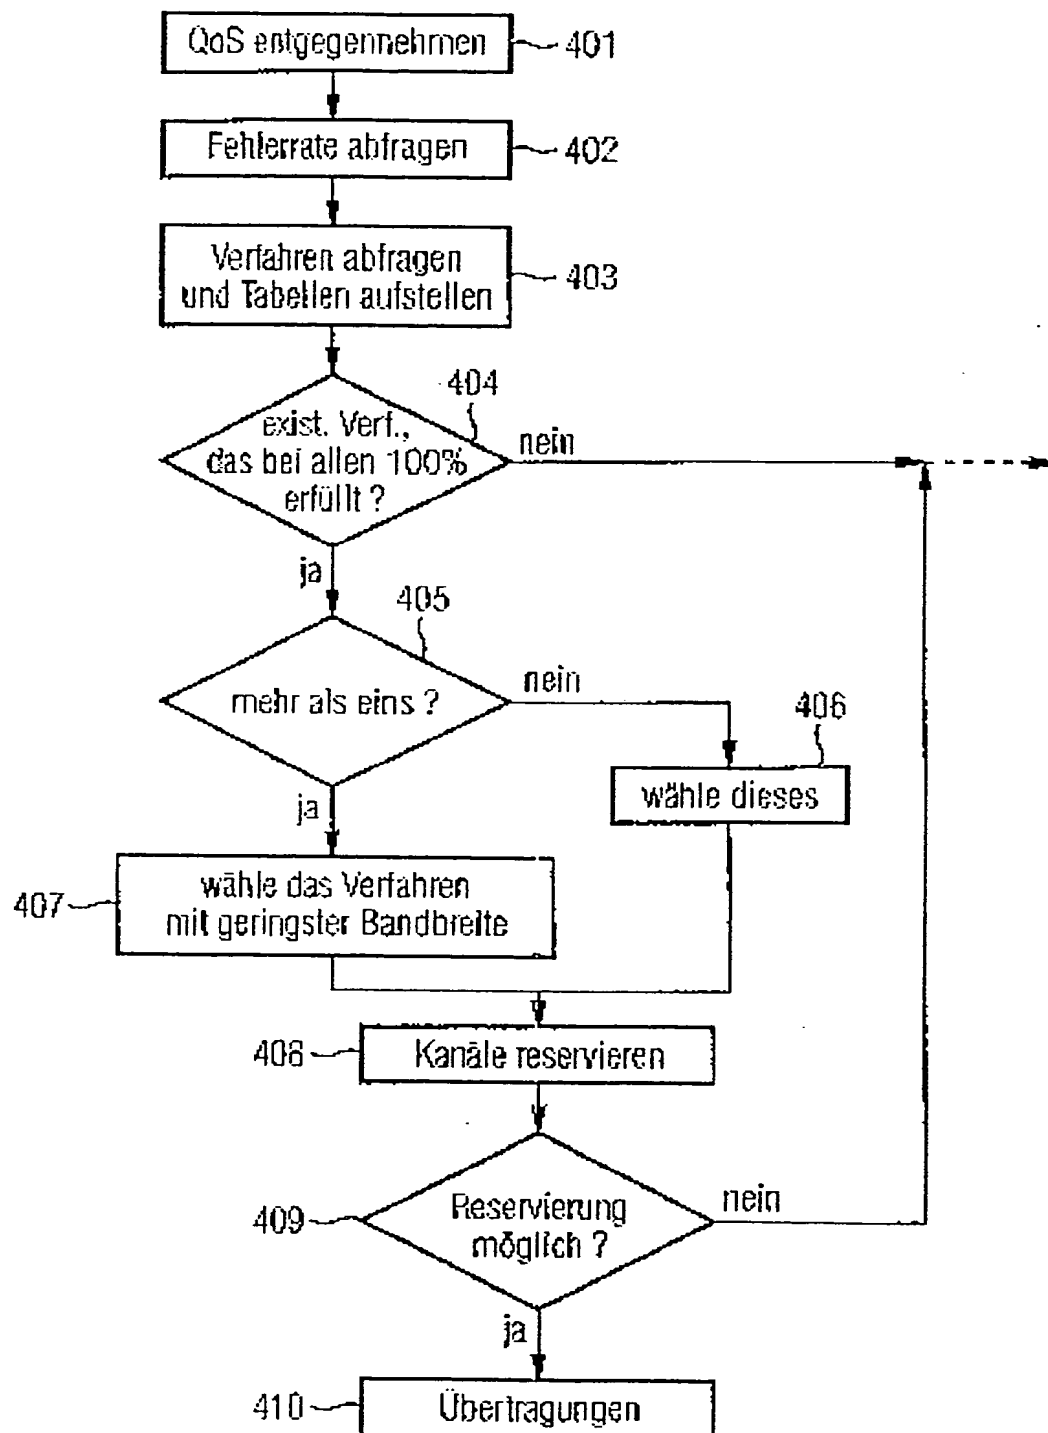 QoS entgegennehmen
401
Fehlerrate abfragen
402
Verfahren abfragen
und Tabellen aufstellen
403
404
exist. Verf.,
das bei allen 100%
erfüllt ?
nein
ja
405
mehr als eins ?
nein
406
wähle dieses
ja
407
wähle das Verfahren
mit geringster Bandbreite
408
Kanäle reservieren
409
Reservierung
möglich ?
nein
ja
410
Übertragungen